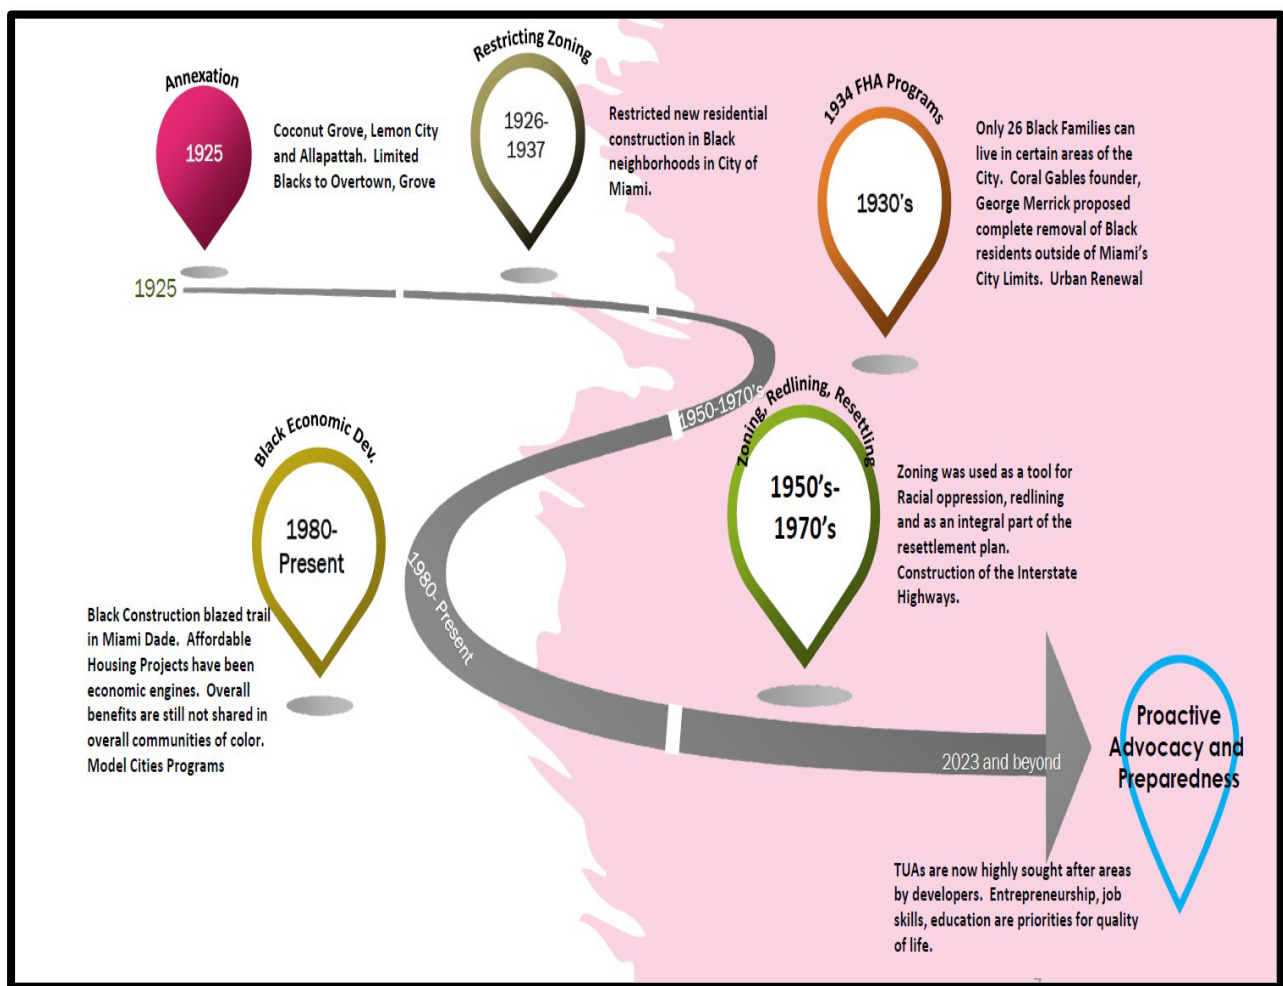 Annexation
1925
Coconut Grove, Lemon City
and Allapattah. Limited
Blacks to Overtown, Grove
Restricting Zoning
1926-
1937
Restricted new residential
construction in Black
neighborhoods in City of
Miami.
1934 FHA Programs
1930's
Only 26 Black Families can
live in certain areas of the
City. Coral Gables founder,
George Merrick proposed
complete removal of Black
residents outside of Miami's
City Limits. Urban Renewal
1925
1950-1970's
Zoning, Redlining, Resettling
1950's-
1970's
Zoning was used as a tool for
Racial oppression, redlining
and as an integral part of the
resettlement plan.
Construction of the Interstate
Highways.
Black Economic Dev.
1980-
Present
Black Construction blazed trail
in Miami Dade. Affordable
Housing Projects have been
economic engines. Overall
benefits are still not shared in
overall communities of color.
Model Cities Programs
1980- Present
2023 and beyond
Proactive
Advocacy and
Preparedness
TUAs are now highly sought after areas
by developers. Entrepreneurship, job
skills, education are priorities for quality
of life.